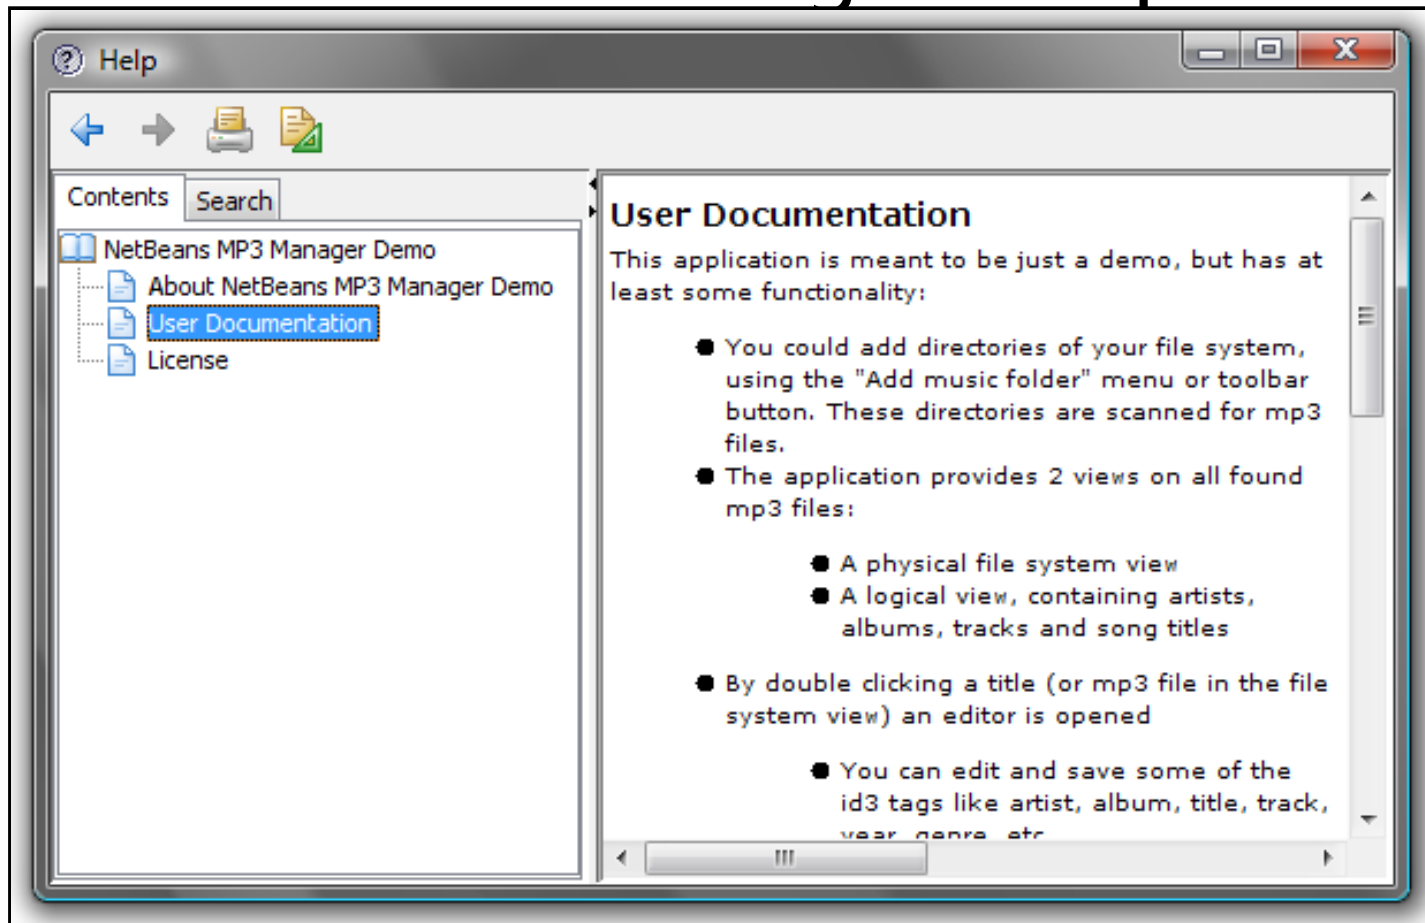 Help
Contents
Search
NetBeans MP3 Manager Demo
About NetBeans MP3 Manager Demo
User Documentation
License
User Documentation
This application is meant to be just a demo, but has at
least some functionality:
You could add directories of your file system,
using the "Add music folder" menu or toolbar
button. These directories are scanned for mp3
files.
The application provides 2 views on all found
mp3 files:
A physical file system view
A logical view, containing artists,
albums, tracks and song titles
By double clicking a title (or mp3 file in the file
system view) an editor is opened
You can edit and save some of the
id3 tags like artist, album, title, track,
year, genre, etc